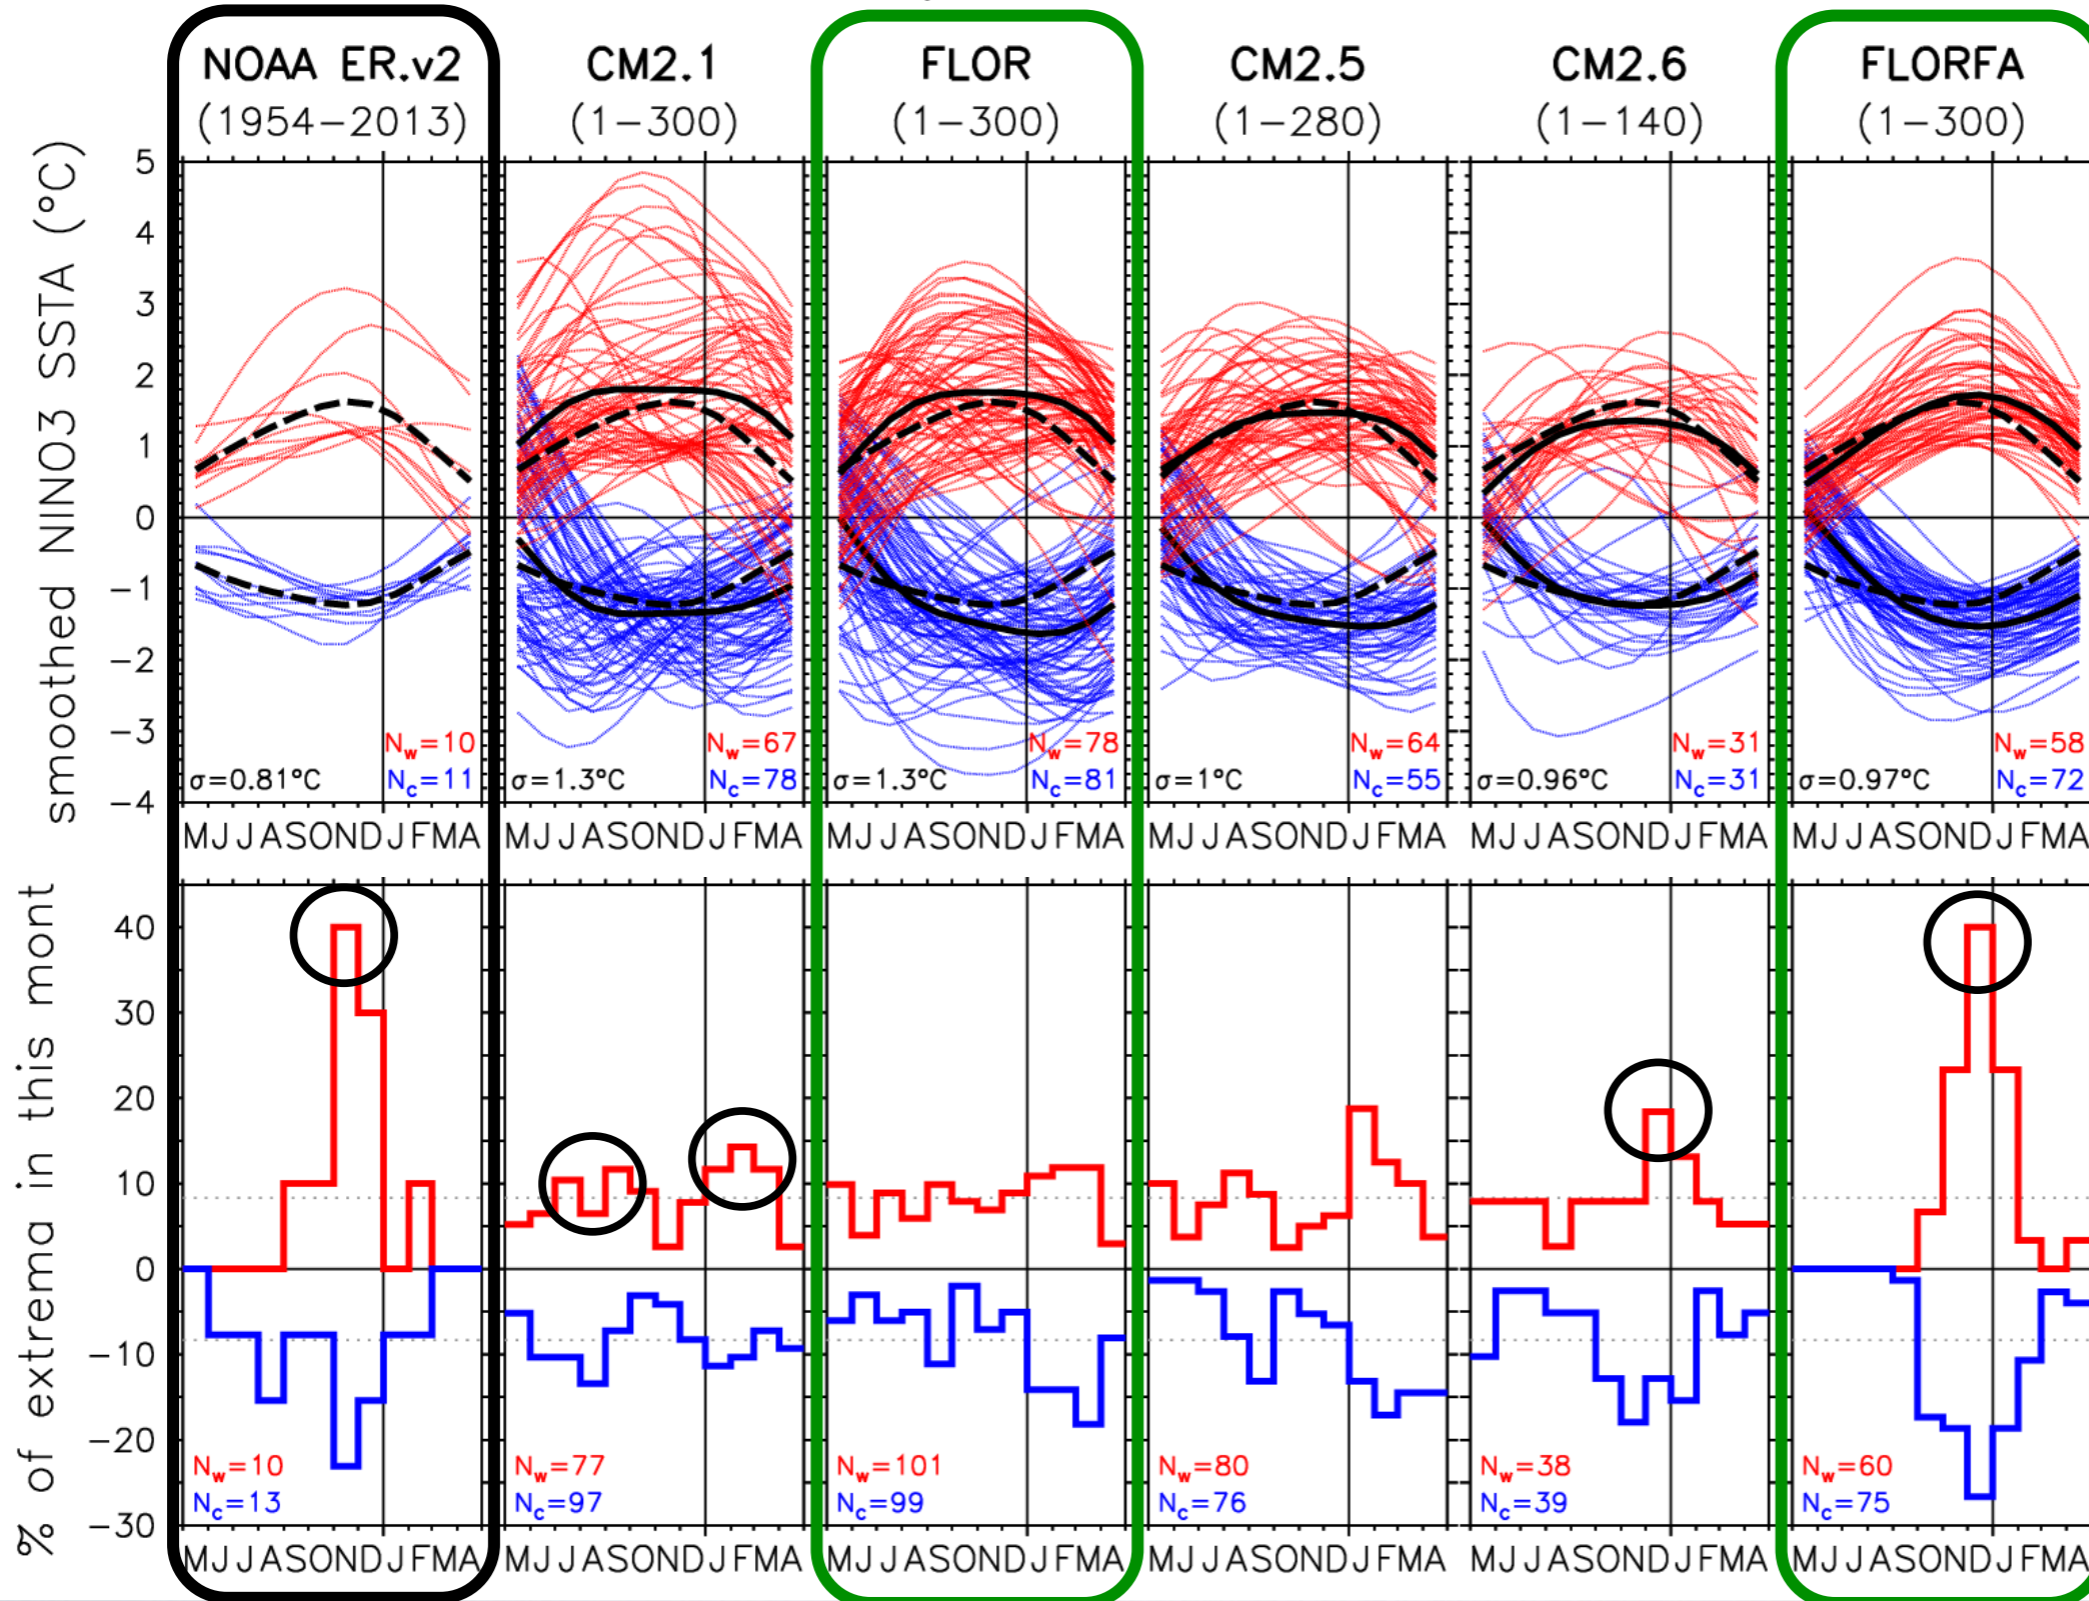 NOAA ER.v2 CM2.1 FLOR CM2.5 CM2.6 FLORFA
(1954−2013) (1−300) (1−300) (1−280) (1−140) (1−300)
smoothed NINO3 SSTA (°C)
5
4
3
2
1
0
−1
−2
−3
−4
Nw=10 Nw=67 Nw=78 Nw=64 Nw=31 Nw=58
σ=0.81°C Nc=11 σ=1.3°C Nc=78 σ=1.3°C Nc=81 σ=1°C Nc=55 σ=0.96°C Nc=31 σ=0.97°C Nc=72
MJJASONDJFMA MJJASONDJFMA MJJASONDJFMA MJJASONDJFMA MJJASONDJFMA MJJASONDJFMA
% of extrema in this mont
40
30
20
10
0
−10
−20
−30
Nw=10 Nw=77 Nw=101 Nw=80 Nw=38 Nw=60
Nc=13 Nc=97 Nc=99 Nc=76 Nc=39 Nc=75
MJJASONDJFMA MJJASONDJFMA MJJASONDJFMA MJJASONDJFMA MJJASONDJFMA MJJASONDJFMA